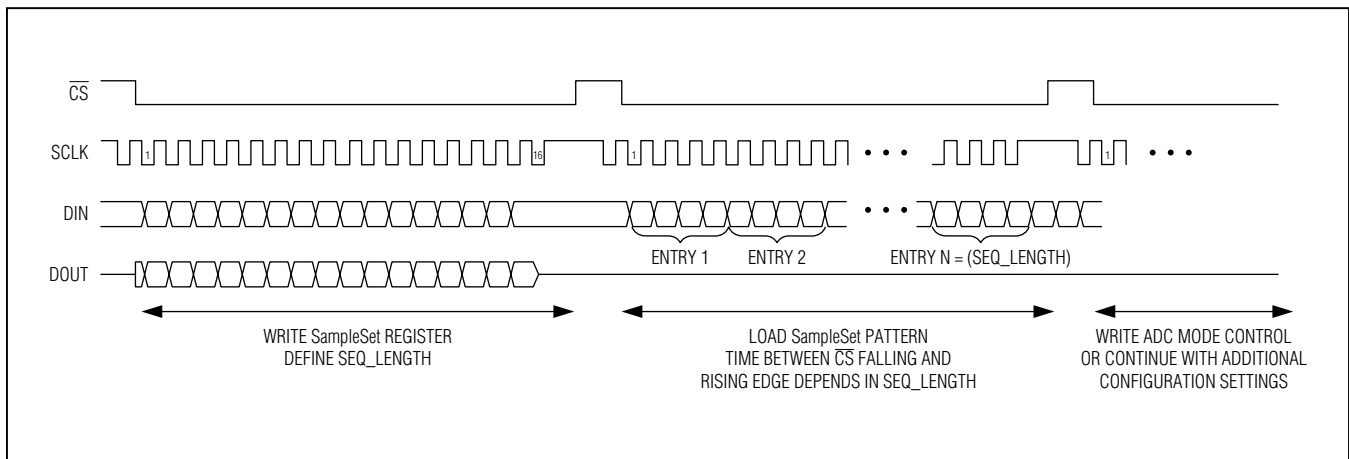 CS
SCLK
1
16
1
1
DIN
ENTRY 1
ENTRY 2
ENTRY N = (SEQ_LENGTH)
DOUT
WRITE SampleSet REGISTER
DEFINE SEQ_LENGTH
LOAD SampleSet PATTERN
TIME BETWEEN CS FALLING AND
RISING EDGE DEPENDS IN SEQ_LENGTH
WRITE ADC MODE CONTROL
OR CONTINUE WITH ADDITIONAL
CONFIGURATION SETTINGS